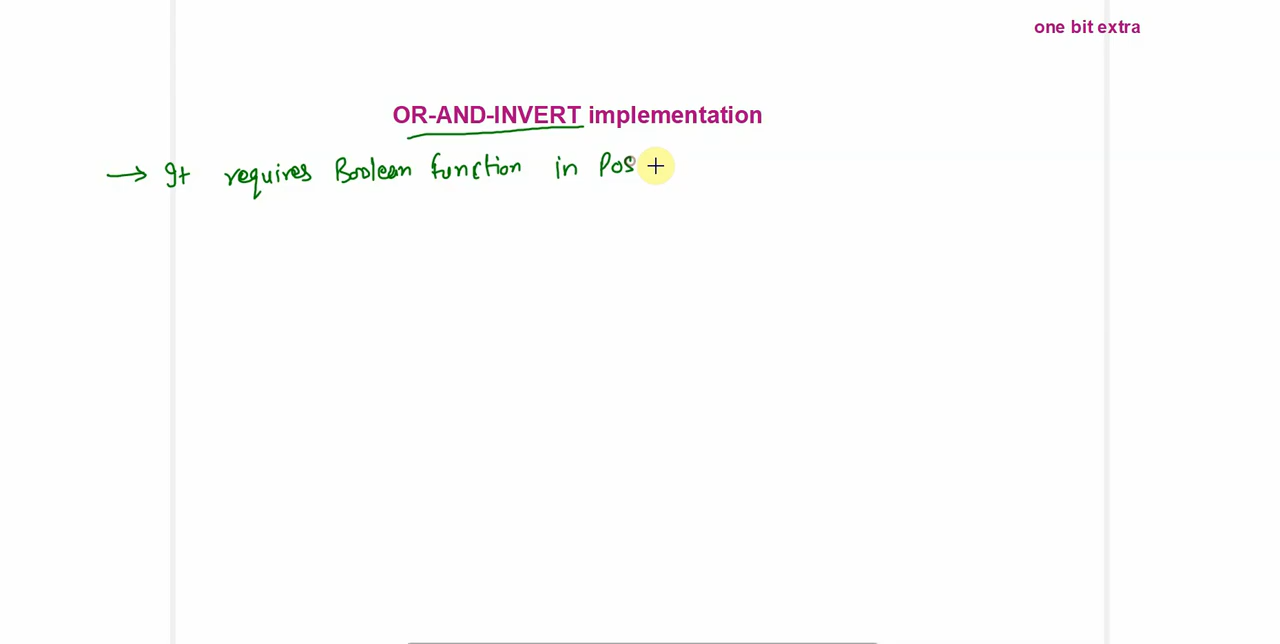 one bit extra
OR-AND-INVERT implementation
→ It requires Boolean function in POS